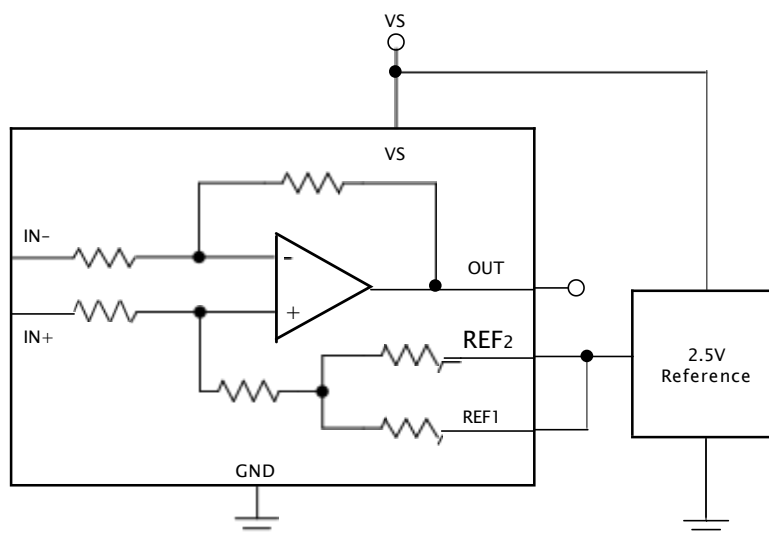 VS
VS
IN-
-
OUT
+
IN+
REF2
2.5V
Reference
REF1
GND